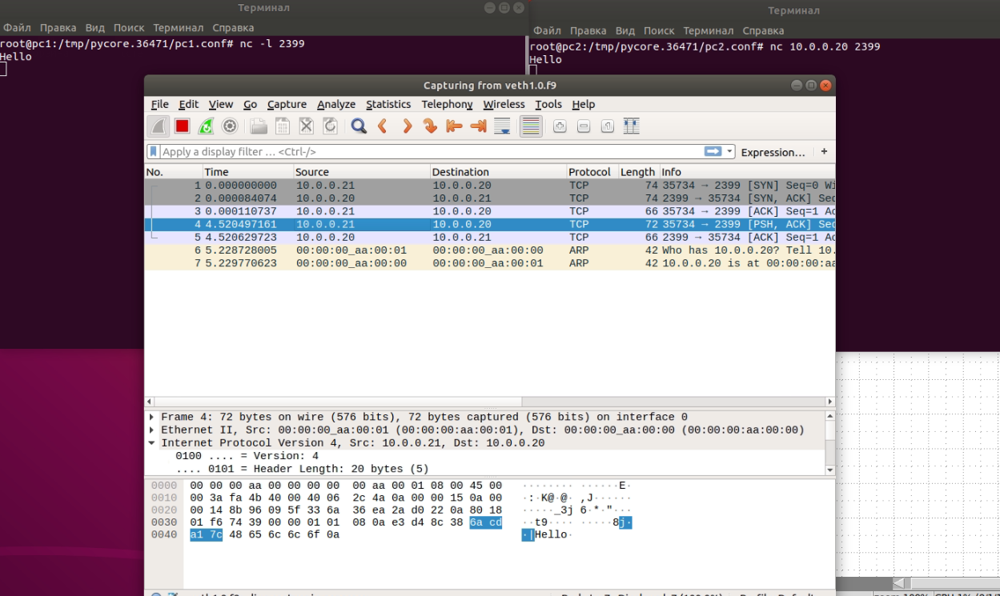 Терминал
Файл Правка Вид Поиск Терминал Справка
root@pc1:/tmp/pycore.36471/pc1.conf# nc -l 2399
Hello
Терминал
Файл Правка Вид Поиск Терминал Справка
root@pc2:/tmp/pycore.36471/pc2.conf# nc 10.0.0.20 2399
Hello
Capturing from veth1.0.f9
File Edit View Go Capture Analyze Statistics Telephony Wireless Tools Help
Apply a display filter … <Ctrl-/>
Expression… +
No. Time Source Destination Protocol Length Info
1 0.000000000 10.0.0.21 10.0.0.20 TCP 74 35734 → 2399 [SYN] Seq=0 Wi
2 0.000084074 10.0.0.20 10.0.0.21 TCP 74 2399 → 35734 [SYN, ACK] Sec
3 0.000110737 10.0.0.21 10.0.0.20 TCP 66 35734 → 2399 [ACK] Seq=1 Ac
4 4.520497161 10.0.0.21 10.0.0.20 TCP 72 35734 → 2399 [PSH, ACK] Sec
5 4.520629723 10.0.0.20 10.0.0.21 TCP 66 2399 → 35734 [ACK] Seq=1 Ac
6 5.228728005 00:00:00_aa:00:01 00:00:00_aa:00:00 ARP 42 Who has 10.0.0.20? Tell 10.
7 5.229770623 00:00:00_aa:00:00 00:00:00_aa:00:01 ARP 42 10.0.0.20 is at 00:00:00:aa
Frame 4: 72 bytes on wire (576 bits), 72 bytes captured (576 bits) on interface 0
Ethernet II, Src: 00:00:00_aa:00:01 (00:00:00:aa:00:01), Dst: 00:00:00_aa:00:00 (00:00:00:aa:00:00)
Internet Protocol Version 4, Src: 10.0.0.21, Dst: 10.0.0.20
0100 .... = Version: 4
.... 0101 = Header Length: 20 bytes (5)
0000 00 00 00 aa 00 00 00 00 00 aa 00 01 08 00 45 00 ········ ······E·
0010 00 3a fa 4b 40 00 40 06 2c 4a 0a 00 00 15 0a 00 ·:·K@·@· ,J······
0020 00 14 8b 96 09 5f 33 6a 36 ea 2a d0 22 0a 80 18 ·····_3j 6·*·"···
0030 01 f6 74 39 00 00 01 01 08 0a e3 d4 8c 38 6a cd ··t9···· ·····8j·
0040 a1 7c 48 65 6c 6c 6f 0a ·|Hello·